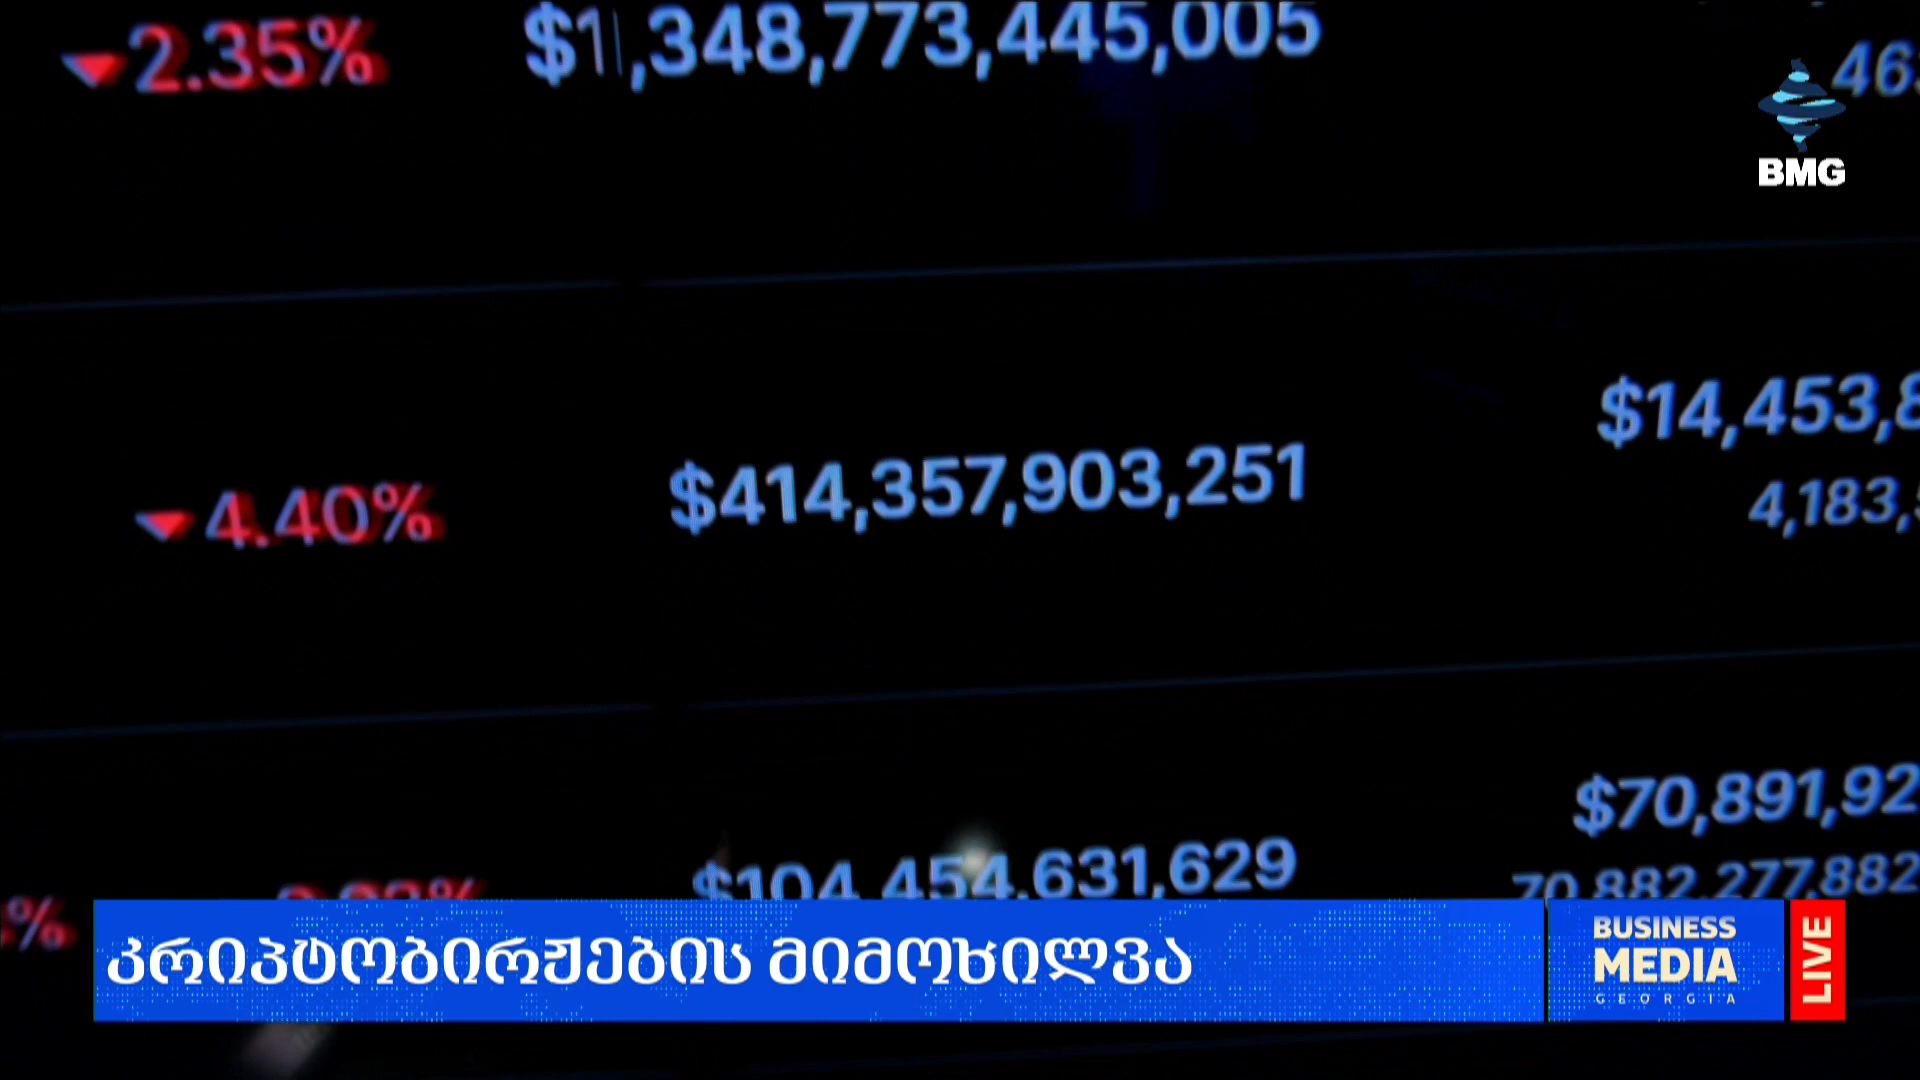 2.35% $1,348,773,445,005
BMG
$14,453,8
4.40% $414,357,903,251
4,183,
$70,891,92
$104,454,631,629
70,882,277,882
%
კრიპტობირჟების მიმოხილვა
BUSINESS
MEDIA
GEORGIA
LIVE